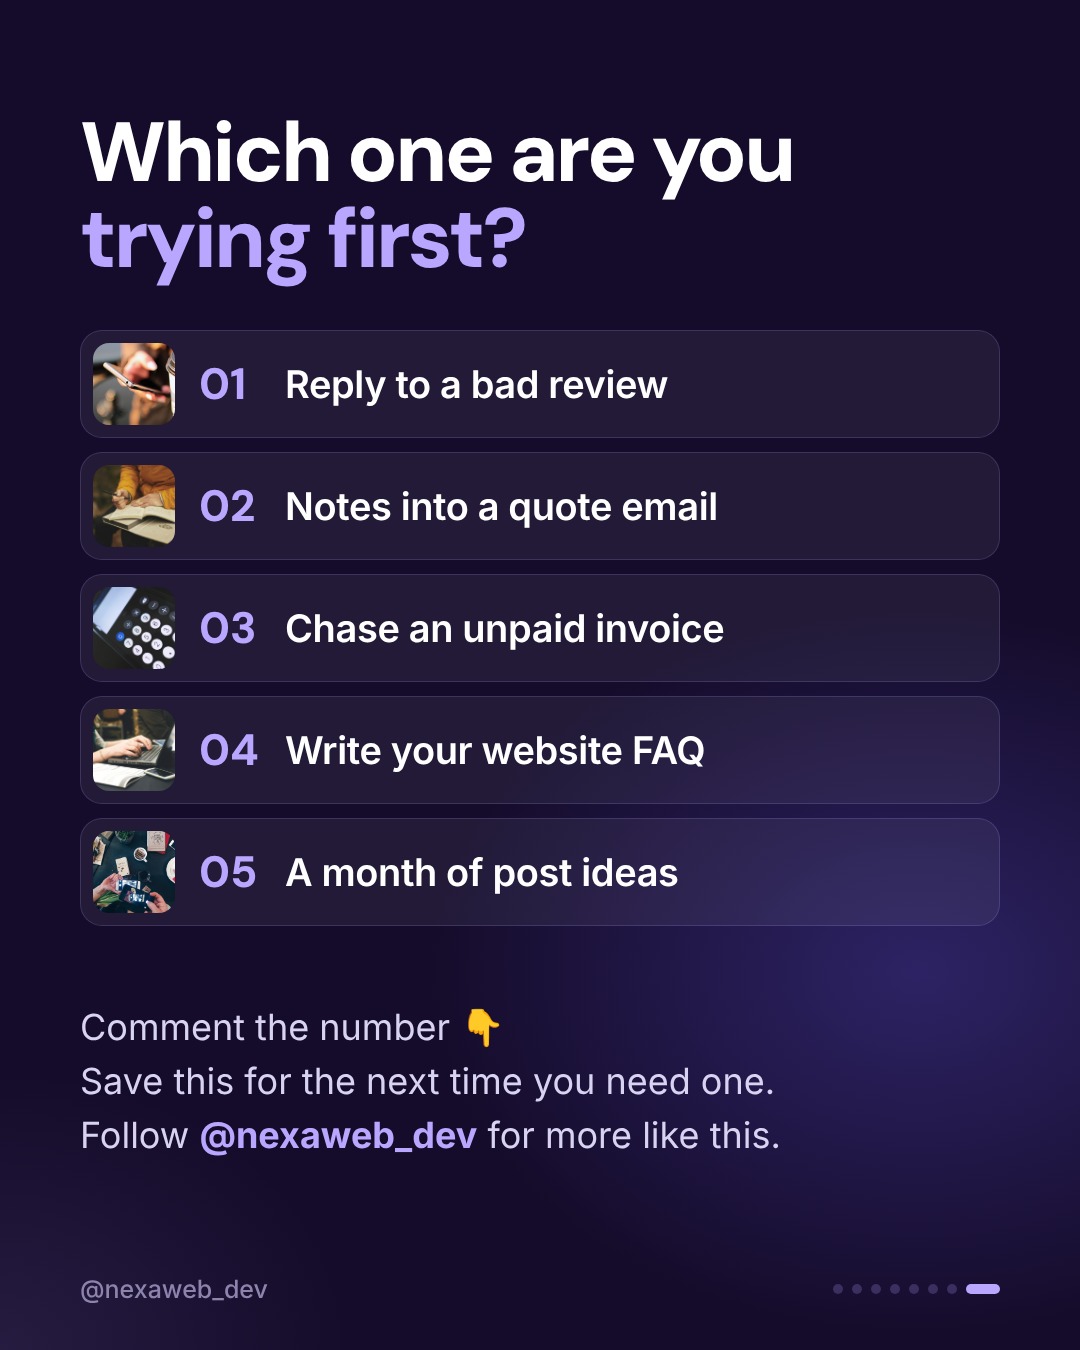 Which one are you
trying first?
01 Reply to a bad review
02 Notes into a quote email
03 Chase an unpaid invoice
04 Write your website FAQ
05 A month of post ideas
Comment the number 👇
Save this for the next time you need one.
Follow @nexaweb_dev for more like this.
@nexaweb_dev